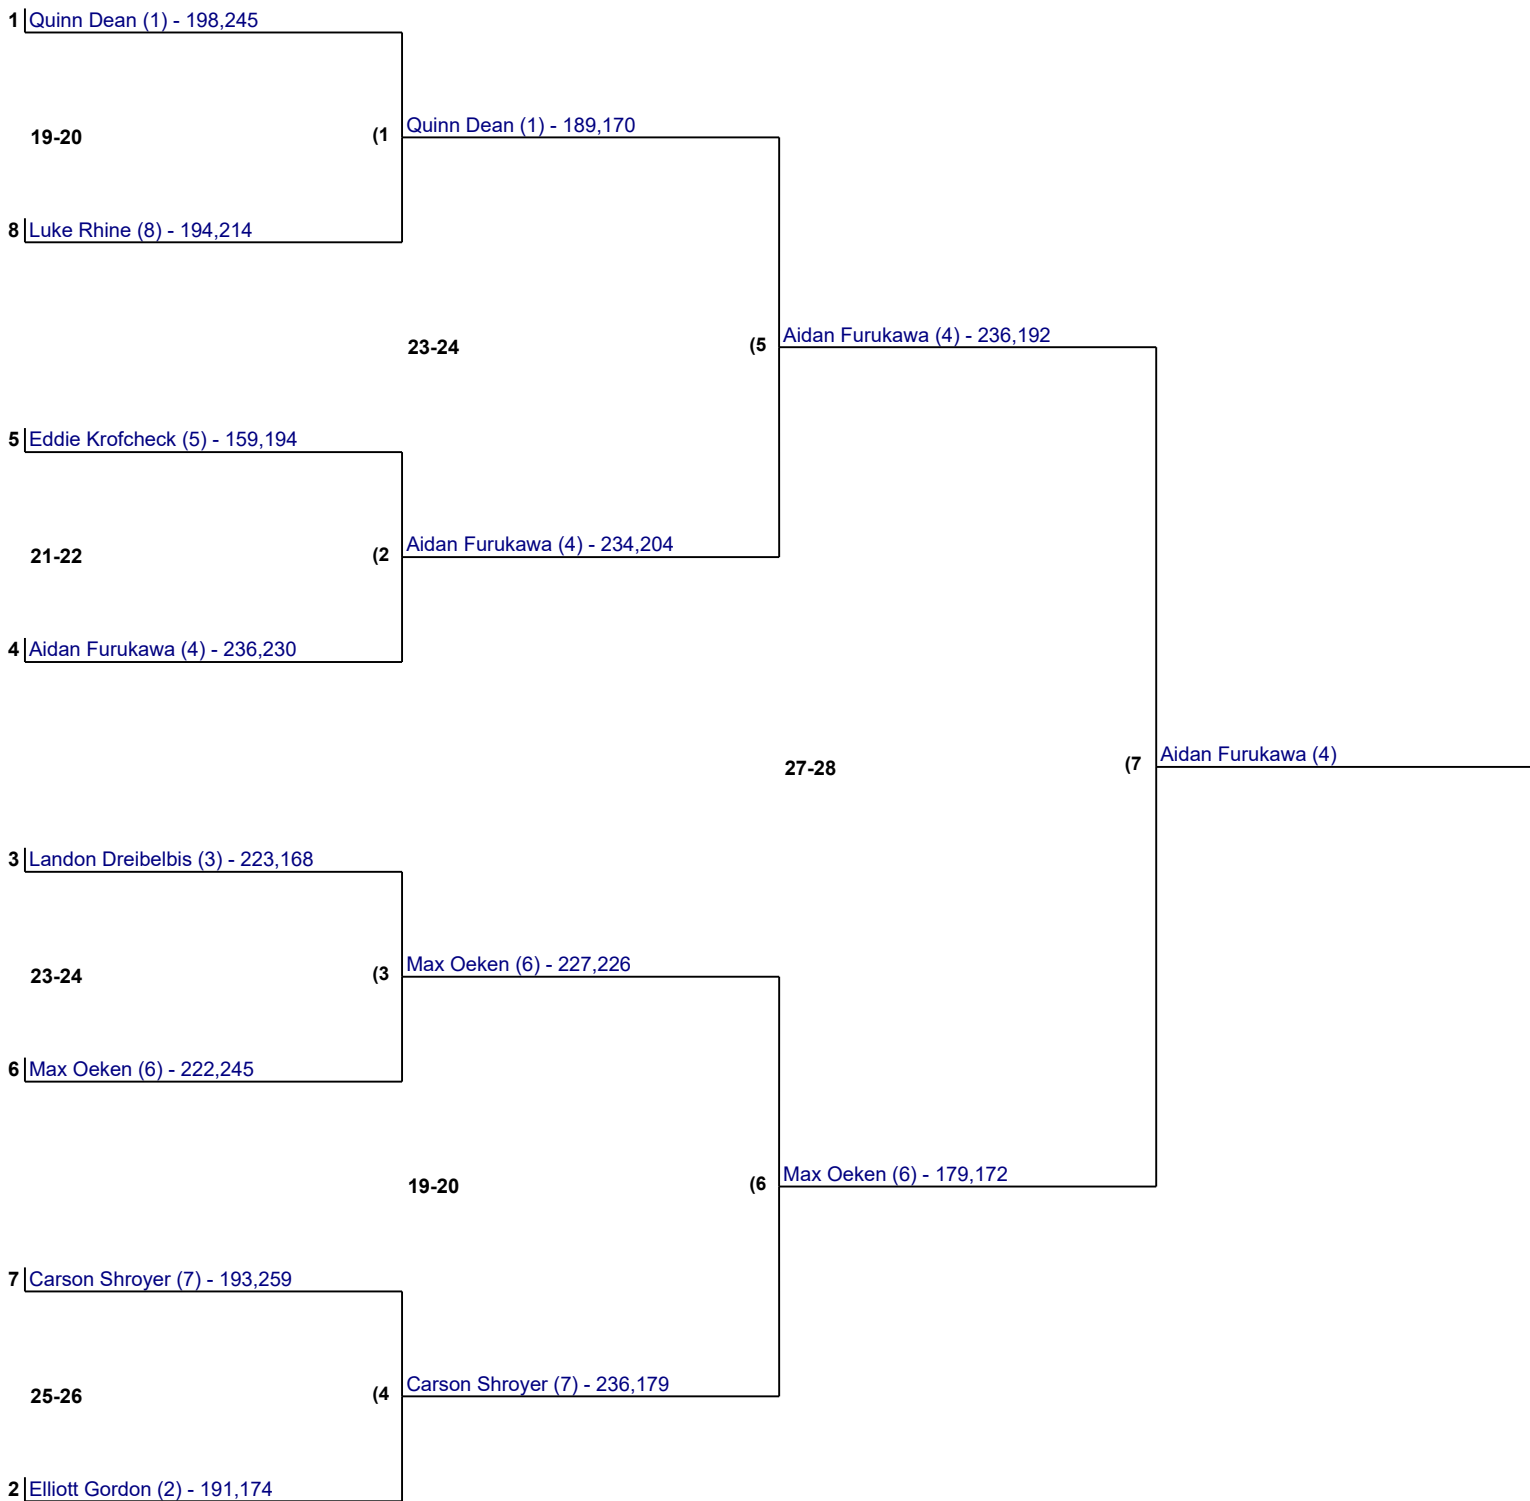 1 Quinn Dean (1) - 198,245
Quinn Dean (1) - 189,170
19-20 (1
8 Luke Rhine (8) - 194,214
Aidan Furukawa (4) - 236,192
23-24 (5
5 Eddie Krofcheck (5) - 159,194
Aidan Furukawa (4) - 234,204
21-22 (2
4 Aidan Furukawa (4) - 236,230
Aidan Furukawa (4)
27-28 (7
3 Landon Dreibelbis (3) - 223,168
Max Oeken (6) - 227,226
23-24 (3
6 Max Oeken (6) - 222,245
Max Oeken (6) - 179,172
19-20 (6
7 Carson Shroyer (7) - 193,259
Carson Shroyer (7) - 236,179
25-26 (4
2 Elliott Gordon (2) - 191,174